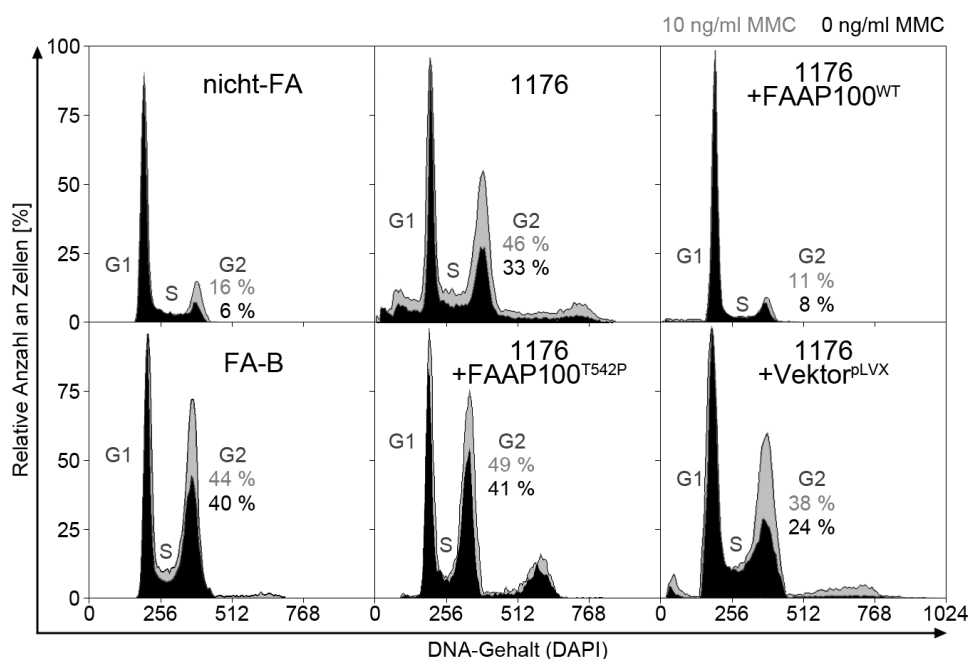 10 ng/ml MMC 0 ng/ml MMC
Relative Anzahl an Zellen [%]
100
75
50
25
0
nicht-FA
G1
S
G2
16 %
6 %
1176
G1
S
G2
46 %
33 %
1176
+FAAP100WT
G1
S
G2
11 %
8 %
75
50
25
0
FA-B
G1
S
G2
44 %
40 %
1176
+FAAP100T542P
G1
S
G2
49 %
41 %
1176
+VektorpLVX
G1
S
G2
38 %
24 %
0 256 512 768 0 256 512 768 0 256 512 768 1024
DNA-Gehalt (DAPI)